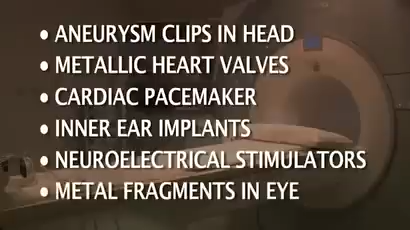 • ANEURYSM CLIPS IN HEAD
• METALLIC HEART VALVES
• CARDIAC PACEMAKER
• INNER EAR IMPLANTS
• NEUROELECTRICAL STIMULATORS
• METAL FRAGMENTS IN EYE